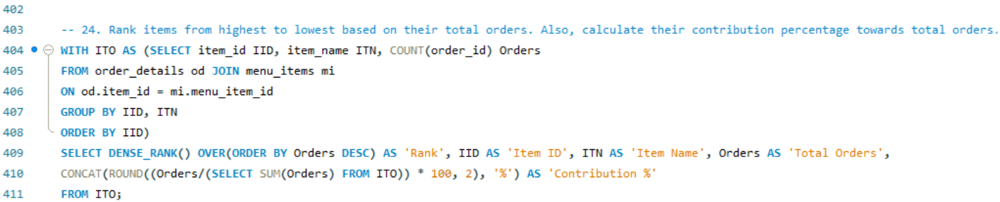 402
403 -- 24. Rank items from highest to lowest based on their total orders. Also, calculate their contribution percentage towards total orders.
404 WITH ITO AS (SELECT item_id IID, item_name ITN, COUNT(order_id) Orders
405 FROM order_details od JOIN menu_items mi
406 ON od.item_id = mi.menu_item_id
407 GROUP BY IID, ITN
408 ORDER BY IID)
409 SELECT DENSE_RANK() OVER(ORDER BY Orders DESC) AS 'Rank', IID AS 'Item ID', ITN AS 'Item Name', Orders AS 'Total Orders',
410 CONCAT(ROUND((Orders/(SELECT SUM(Orders) FROM ITO)) * 100, 2), '%') AS 'Contribution %'
411 FROM ITO;